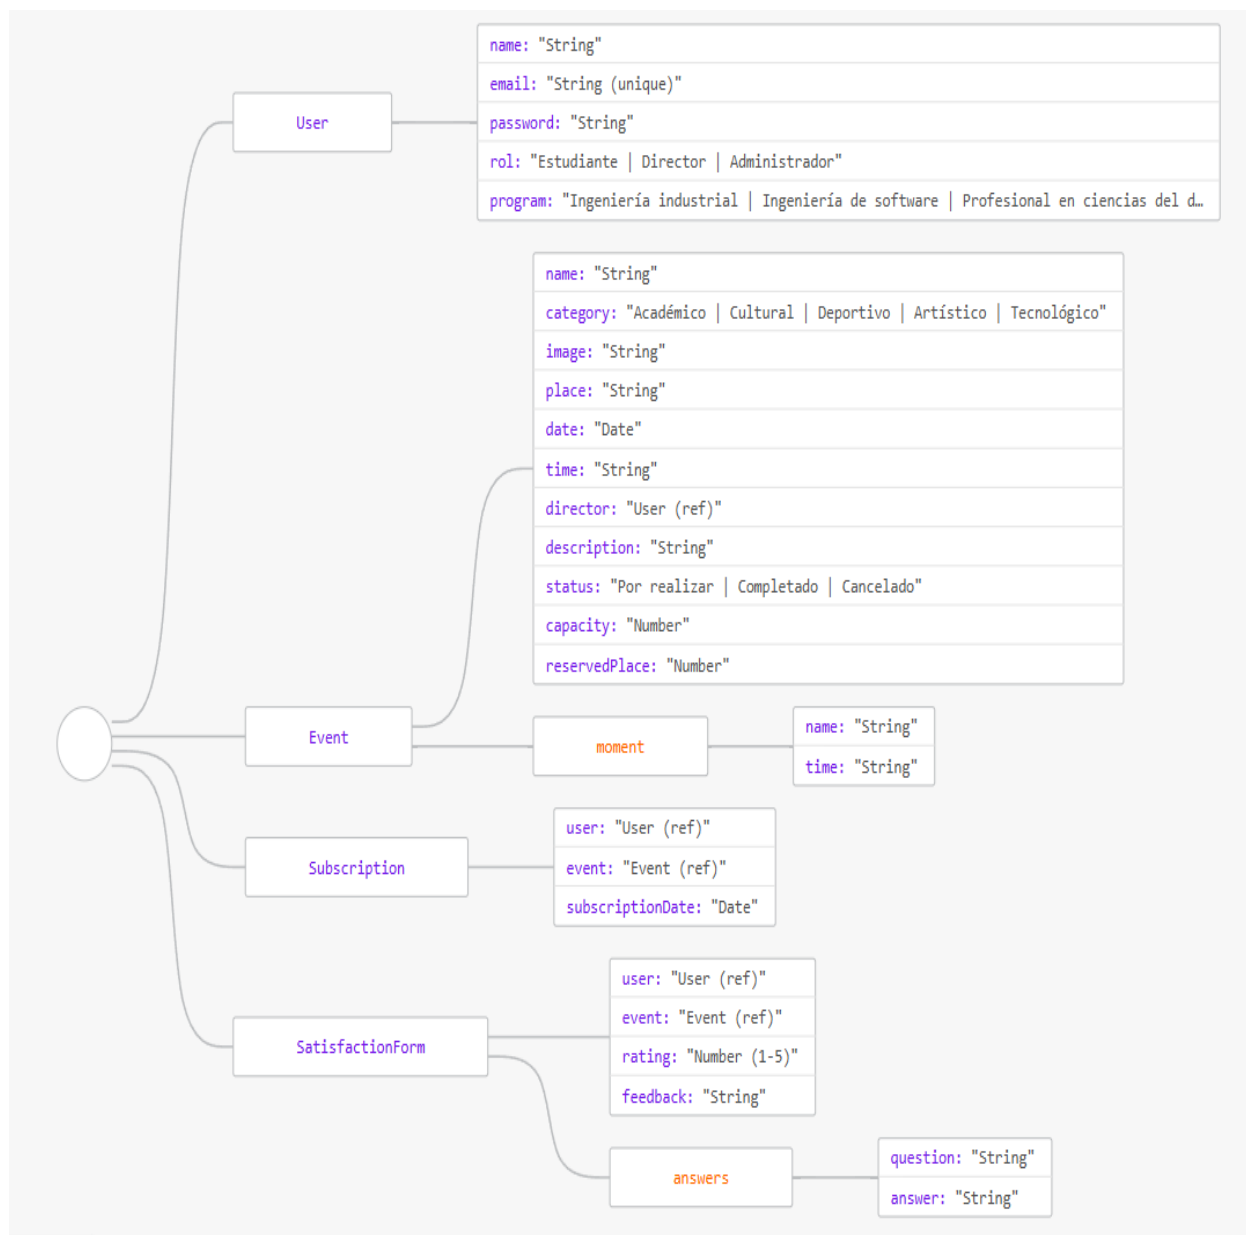 User
name: "String"
email: "String (unique)"
password: "String"
rol: "Estudiante | Director | Administrador"
program: "Ingeniería industrial | Ingeniería de software | Profesional en ciencias del d…
Event
name: "String"
category: "Académico | Cultural | Deportivo | Artístico | Tecnológico"
image: "String"
place: "String"
date: "Date"
time: "String"
director: "User (ref)"
description: "String"
status: "Por realizar | Completado | Cancelado"
capacity: "Number"
reservedPlace: "Number"
moment
name: "String"
time: "String"
Subscription
user: "User (ref)"
event: "Event (ref)"
subscriptionDate: "Date"
SatisfactionForm
user: "User (ref)"
event: "Event (ref)"
rating: "Number (1-5)"
feedback: "String"
answers
question: "String"
answer: "String"